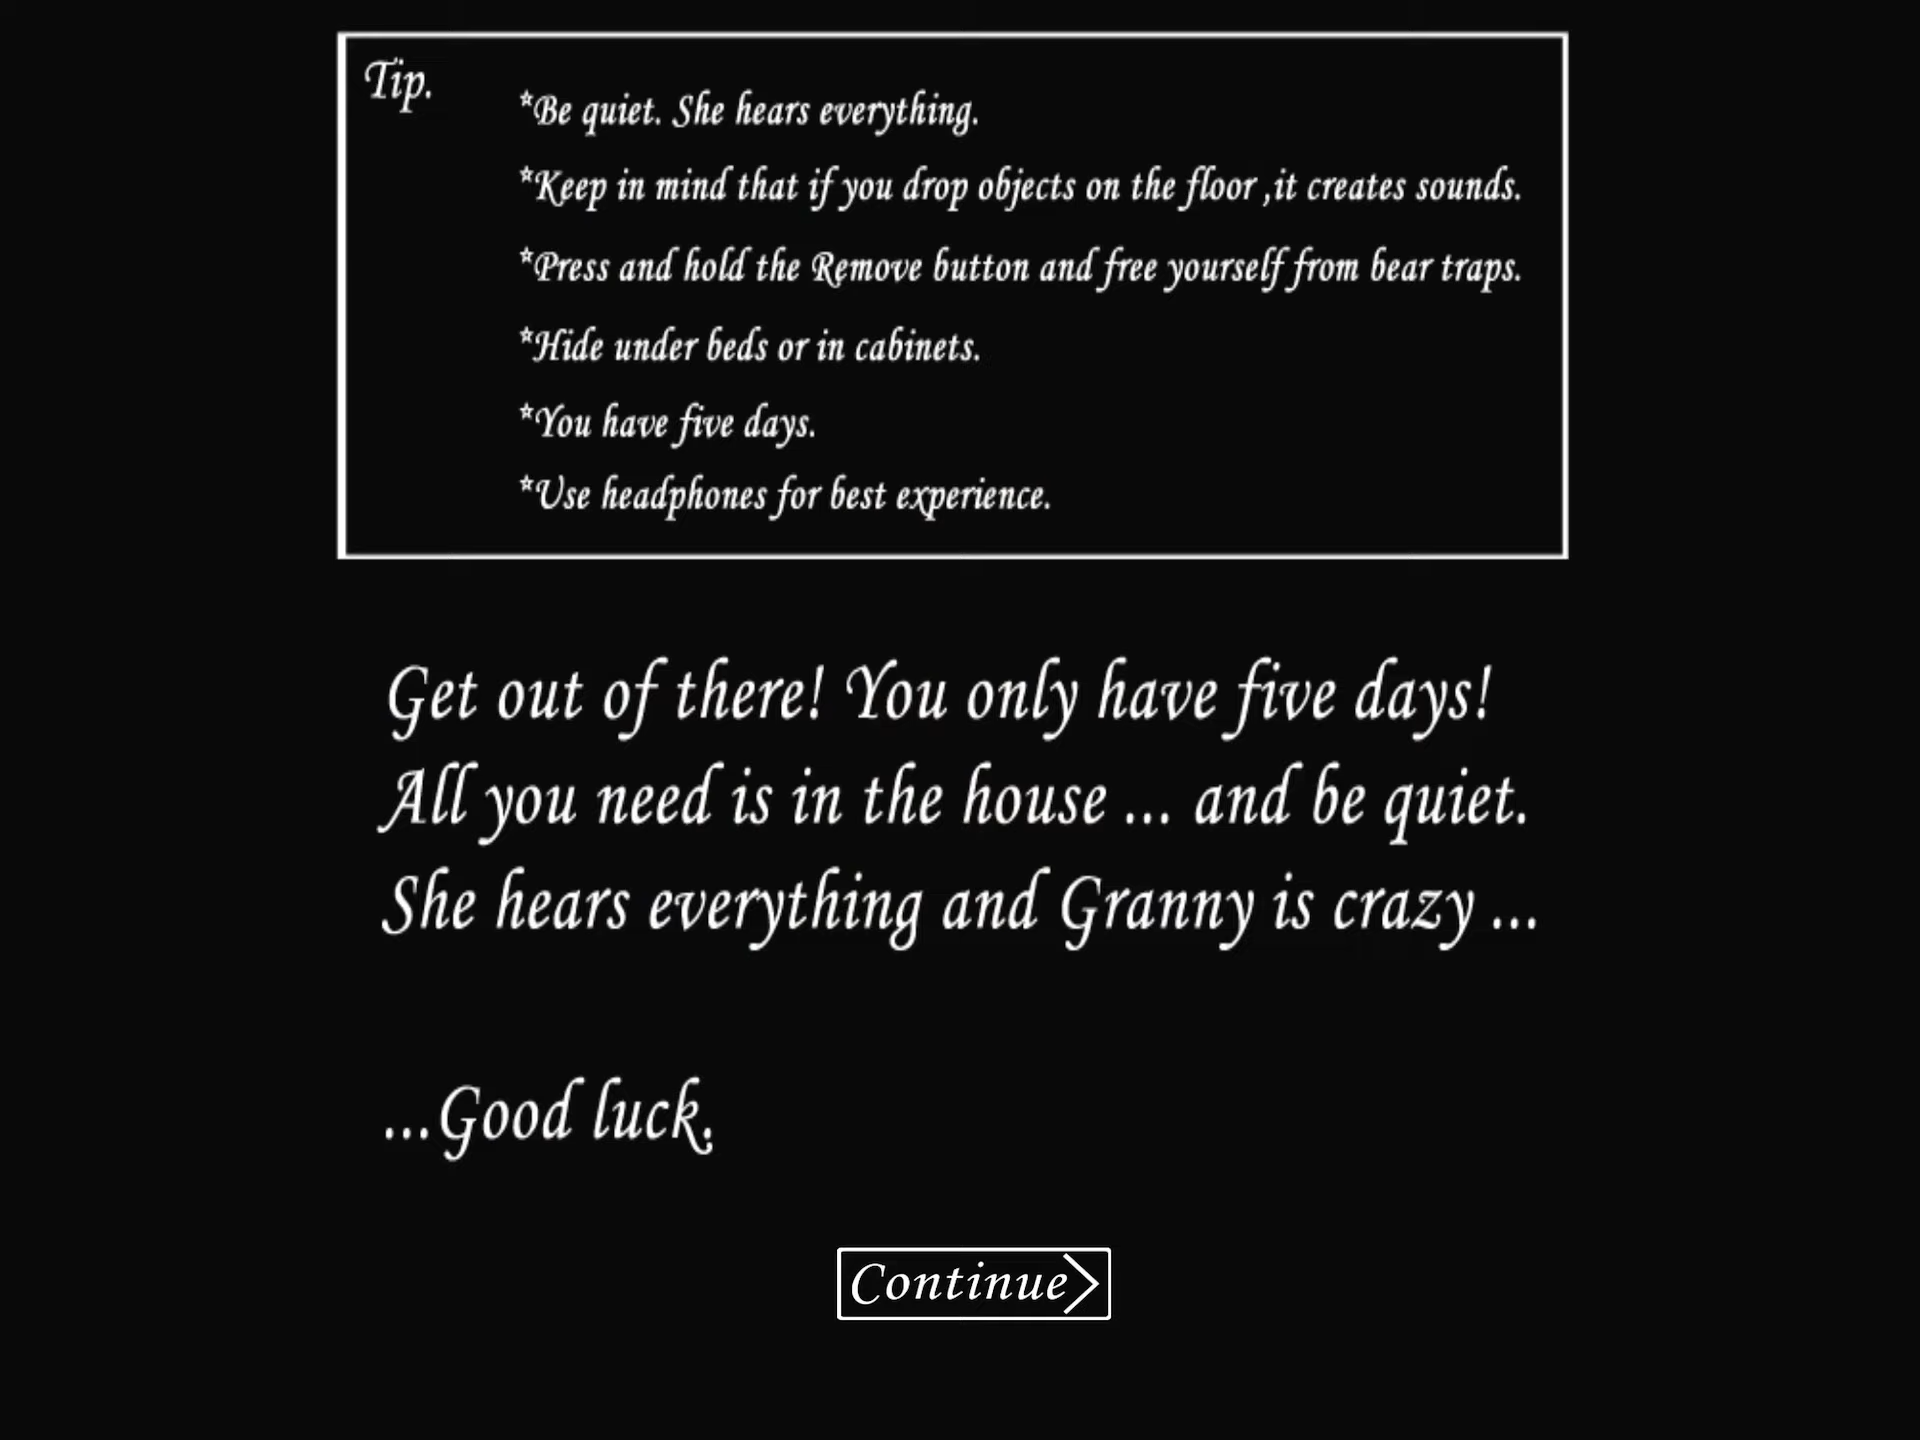 Tip.
*Be quiet. She hears everything.
*Keep in mind that if you drop objects on the floor ,it creates sounds.
*Press and hold the Remove button and free yourself from bear traps.
*Hide under beds or in cabinets.
*You have five days.
*Use headphones for best experience.
Get out of there! You only have five days!
All you need is in the house ... and be quiet.
She hears everything and Granny is crazy ...
...Good luck.
Continue>